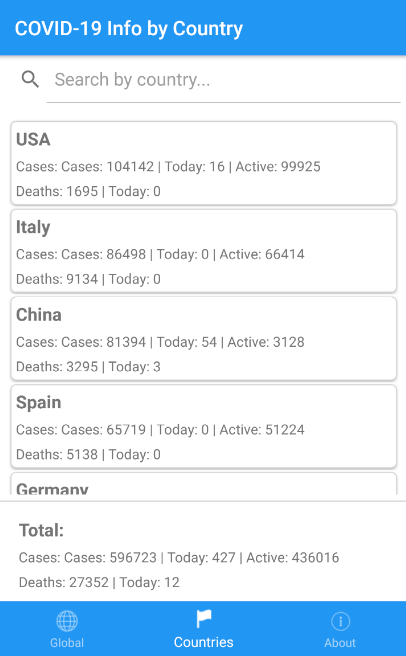 COVID-19 Info by Country
Search by country...
USA
Cases: Cases: 104142 | Today: 16 | Active: 99925
Deaths: 1695 | Today: 0
Italy
Cases: Cases: 86498 | Today: 0 | Active: 66414
Deaths: 9134 | Today: 0
China
Cases: Cases: 81394 | Today: 54 | Active: 3128
Deaths: 3295 | Today: 3
Spain
Cases: Cases: 65719 | Today: 0 | Active: 51224
Deaths: 5138 | Today: 0
Germany
Total:
Cases: Cases: 596723 | Today: 427 | Active: 436016
Deaths: 27352 | Today: 12
Global
Countries
About